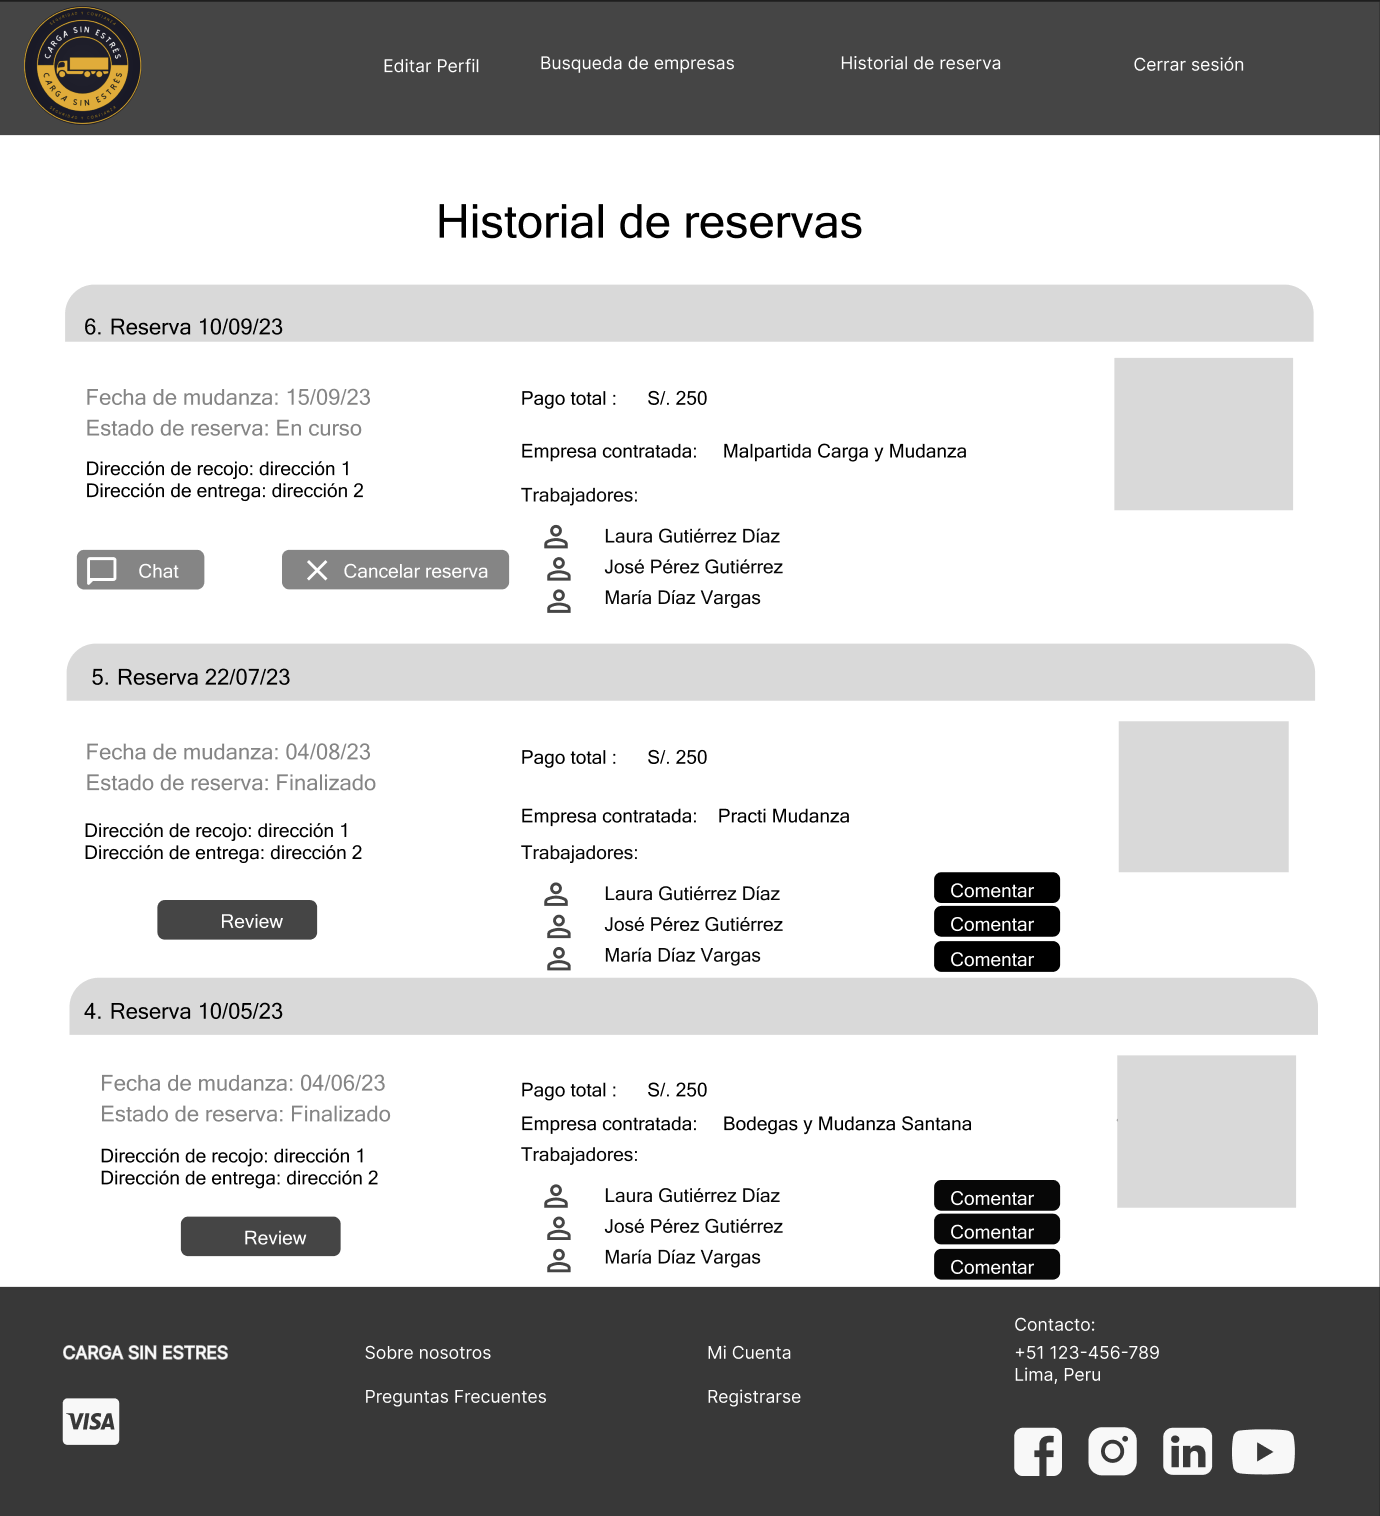 SEGURIDAD Y CONFIANZA
CARGA SIN ESTRÉS
CARGA SIN ESTRÉS
SEGURIDAD Y CONFIANZA
Editar Perfil
Busqueda de empresas
Historial de reserva
Cerrar sesión
Historial de reservas
6. Reserva 10/09/23
Fecha de mudanza: 15/09/23
Estado de reserva: En curso
Dirección de recojo: dirección 1
Dirección de entrega: dirección 2
Chat
Cancelar reserva
Pago total : S/. 250
Empresa contratada: Malpartida Carga y Mudanza
Trabajadores:
Laura Gutiérrez Díaz
José Pérez Gutiérrez
María Díaz Vargas
5. Reserva 22/07/23
Fecha de mudanza: 04/08/23
Estado de reserva: Finalizado
Dirección de recojo: dirección 1
Dirección de entrega: dirección 2
Review
Pago total : S/. 250
Empresa contratada: Practi Mudanza
Trabajadores:
Laura Gutiérrez Díaz Comentar
José Pérez Gutiérrez Comentar
María Díaz Vargas Comentar
4. Reserva 10/05/23
Fecha de mudanza: 04/06/23
Estado de reserva: Finalizado
Dirección de recojo: dirección 1
Dirección de entrega: dirección 2
Review
Pago total : S/. 250
Empresa contratada: Bodegas y Mudanza Santana
Trabajadores:
Laura Gutiérrez Díaz Comentar
José Pérez Gutiérrez Comentar
María Díaz Vargas Comentar
CARGA SIN ESTRES
VISA
Sobre nosotros
Preguntas Frecuentes
Mi Cuenta
Registrarse
Contacto:
+51 123-456-789
Lima, Peru